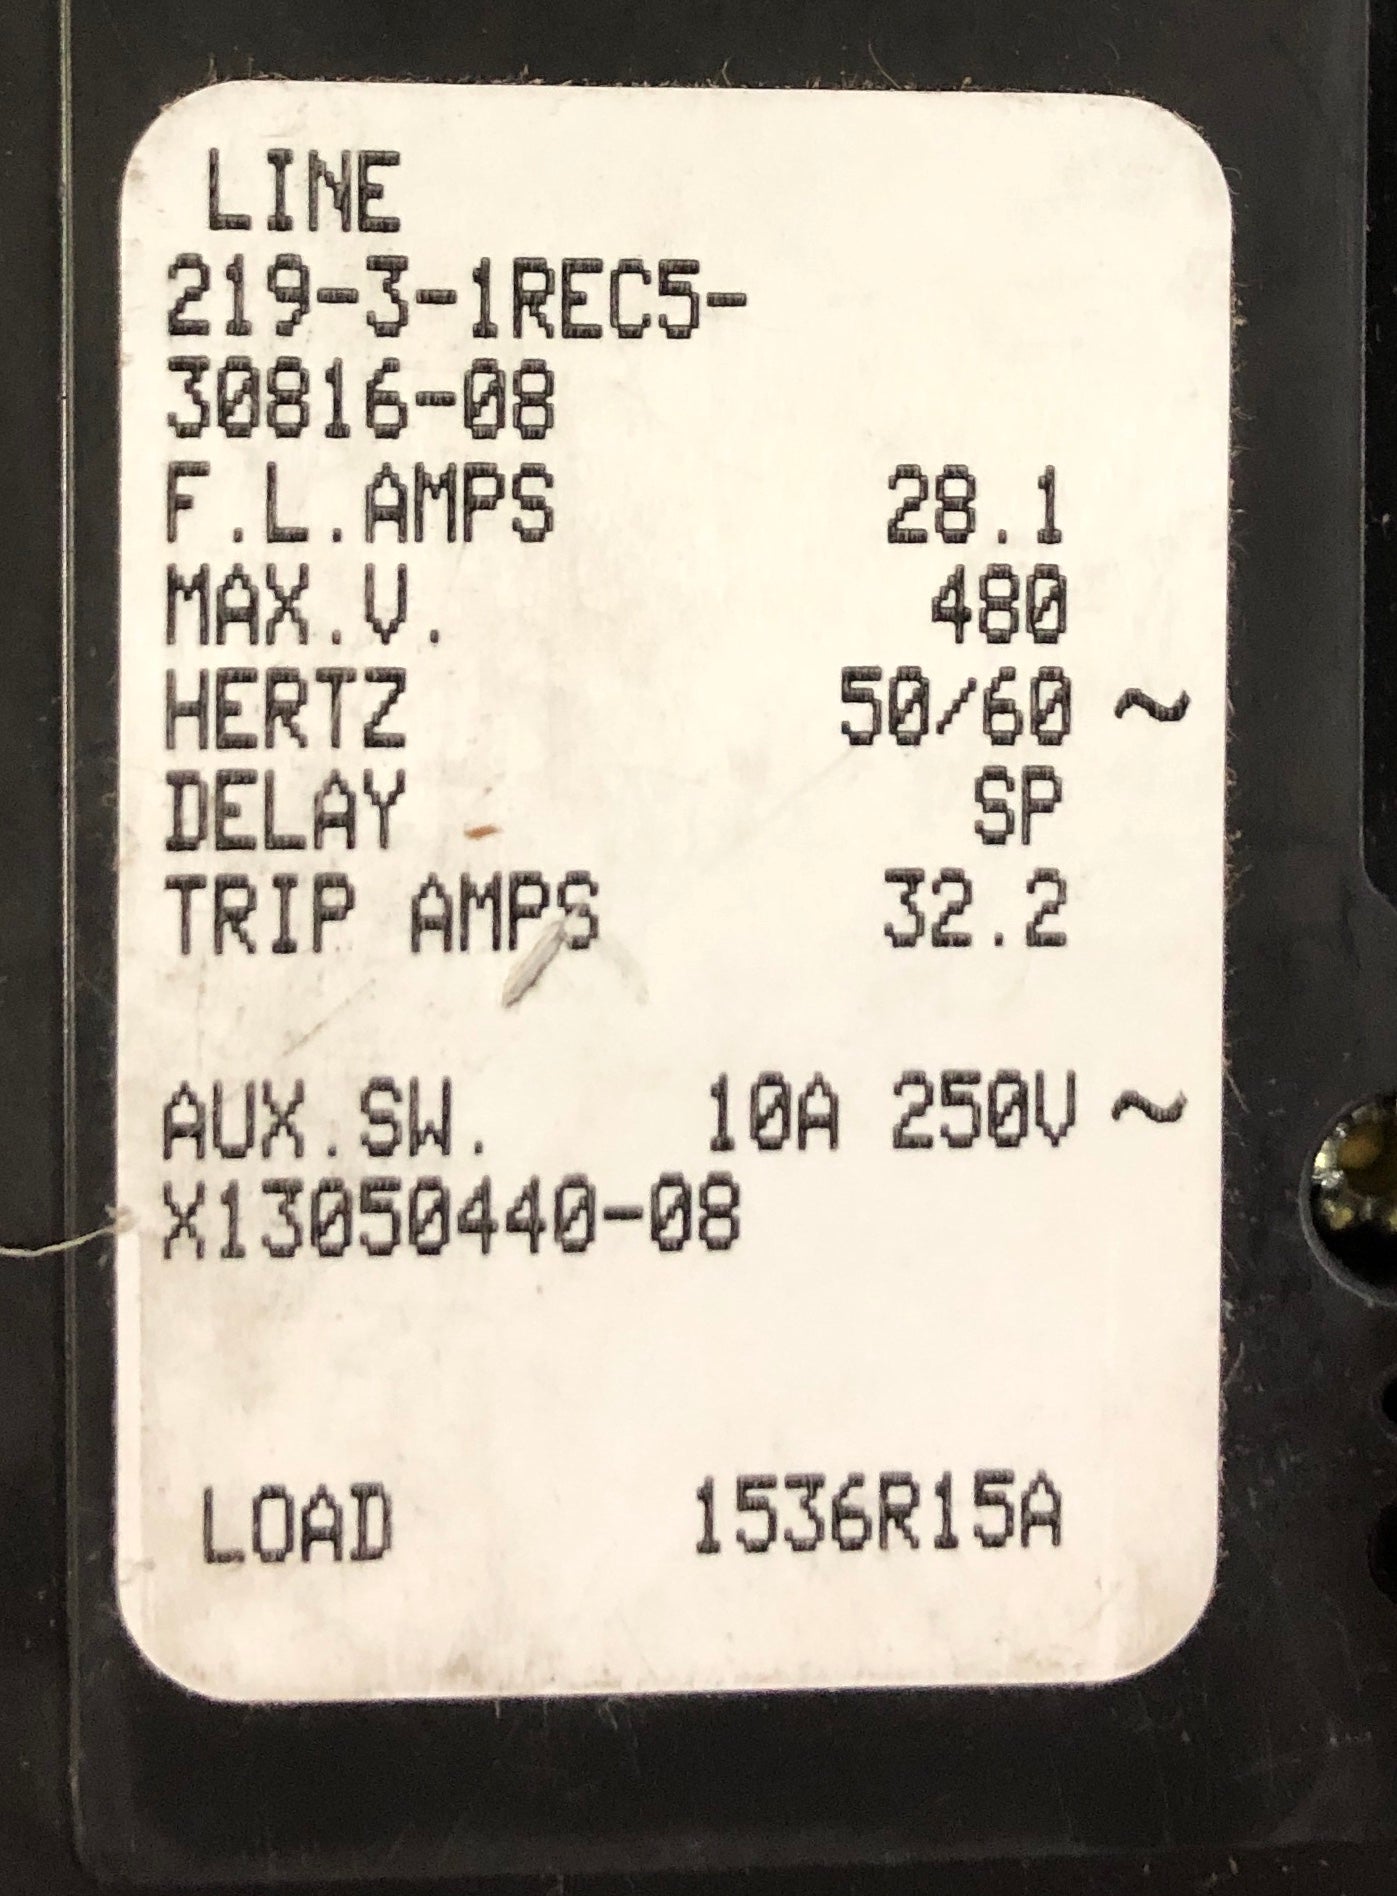 LINE
219-3-1REC5-
30816-08
F.L.AMPS 28.1
MAX.V. 480
HERTZ 50/60 ~
DELAY SP
TRIP AMPS 32.2
AUX.SW. 10A 250V ~
X13050440-08
LOAD 1536R15A